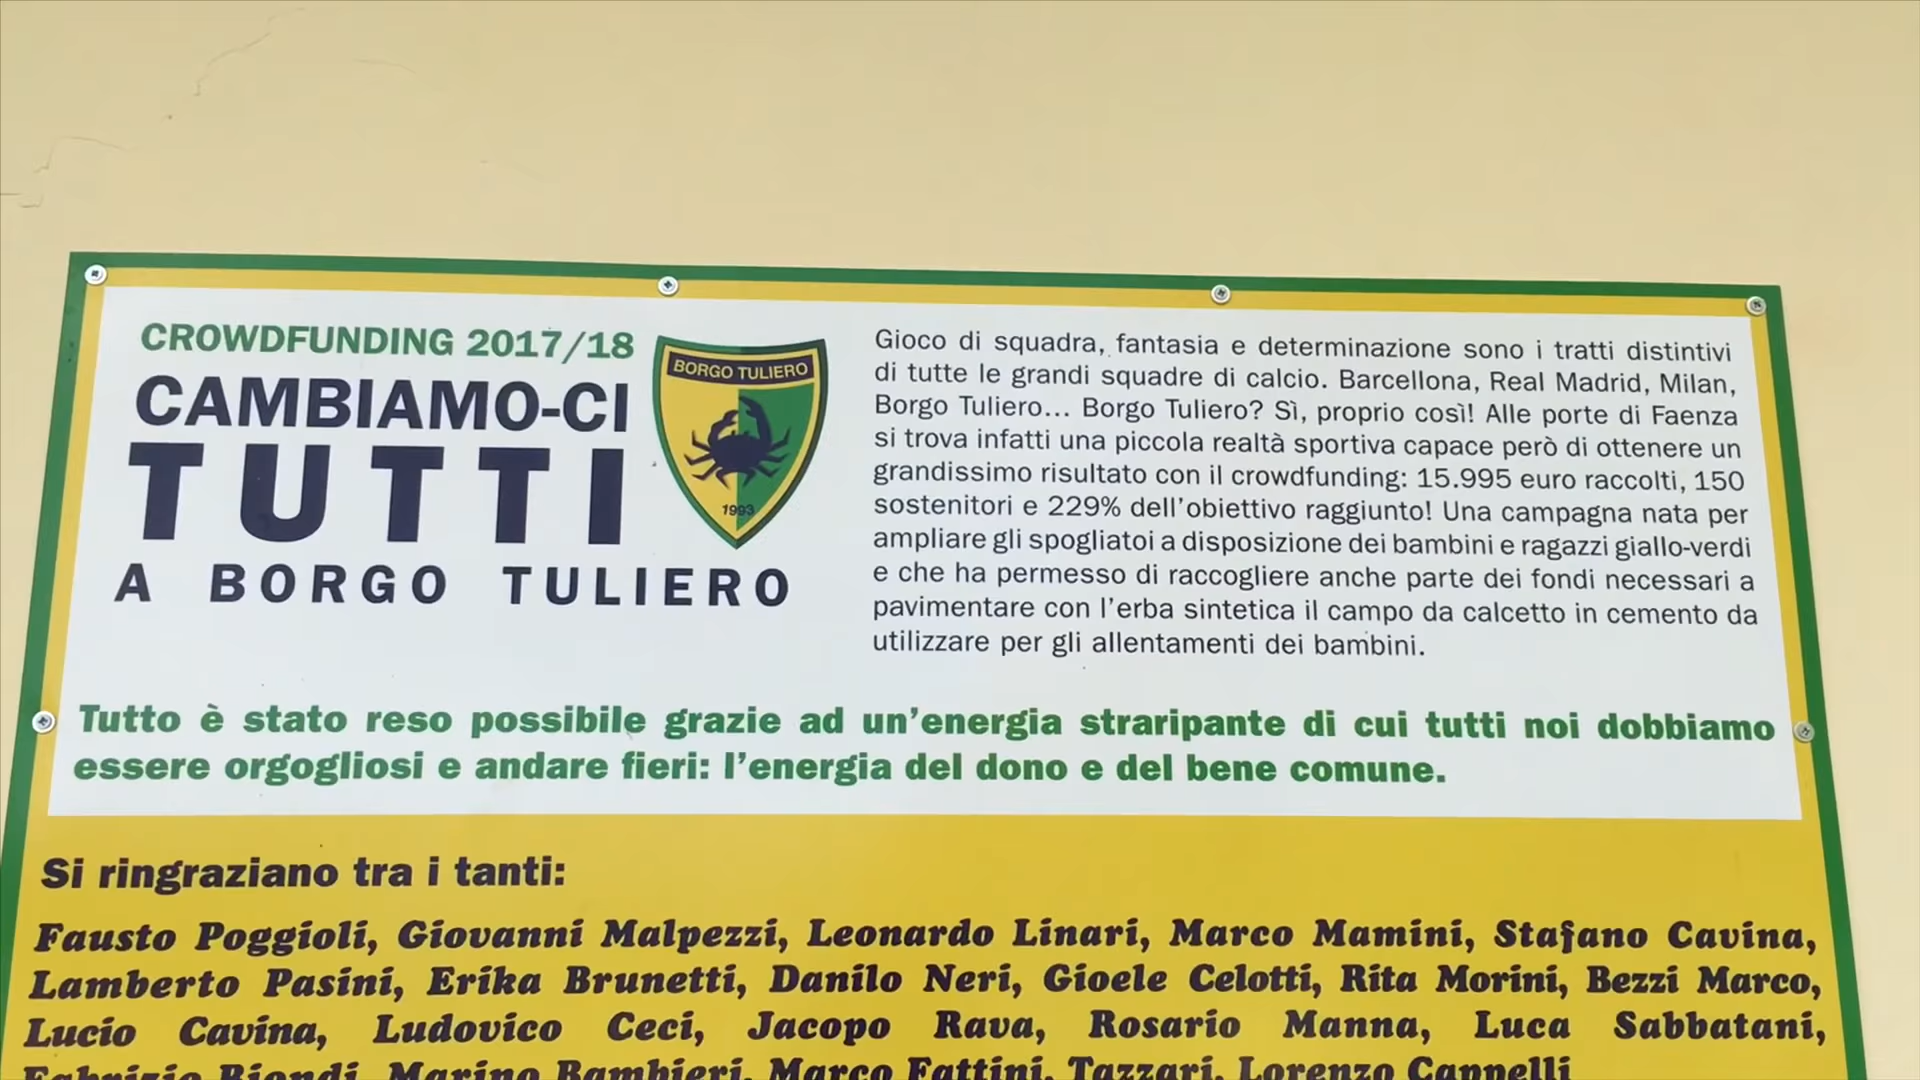 CROWDFUNDING 2017/18
CAMBIAMO-CI
TUTTI
A BORGO TULIERO
BORGO TULIERO
1993
Gioco di squadra, fantasia e determinazione sono i tratti distintivi
di tutte le grandi squadre di calcio. Barcellona, Real Madrid, Milan,
Borgo Tuliero... Borgo Tuliero? Sì, proprio così! Alle porte di Faenza
si trova infatti una piccola realtà sportiva capace però di ottenere un
grandissimo risultato con il crowdfunding: 15.995 euro raccolti, 150
sostenitori e 229% dell'obiettivo raggiunto! Una campagna nata per
ampliare gli spogliatoi a disposizione dei bambini e ragazzi giallo-verdi
e che ha permesso di raccogliere anche parte dei fondi necessari a
pavimentare con l'erba sintetica il campo da calcetto in cemento da
utilizzare per gli allentamenti dei bambini.
Tutto è stato reso possibile grazie ad un'energia straripante di cui tutti noi dobbiamo
essere orgogliosi e andare fieri: l'energia del dono e del bene comune.
Si ringraziano tra i tanti:
Fausto Poggioli, Giovanni Malpezzi, Leonardo Linari, Marco Mamini, Stafano Cavina,
Lamberto Pasini, Erika Brunetti, Danilo Neri, Gioele Celotti, Rita Morini, Bezzi Marco,
Lucio Cavina, Ludovico Ceci, Jacopo Rava, Rosario Manna, Luca Sabbatani,
Fabrizio Biondi, Marino Bambieri, Marco Fattini, Tazzari, Lorenzo